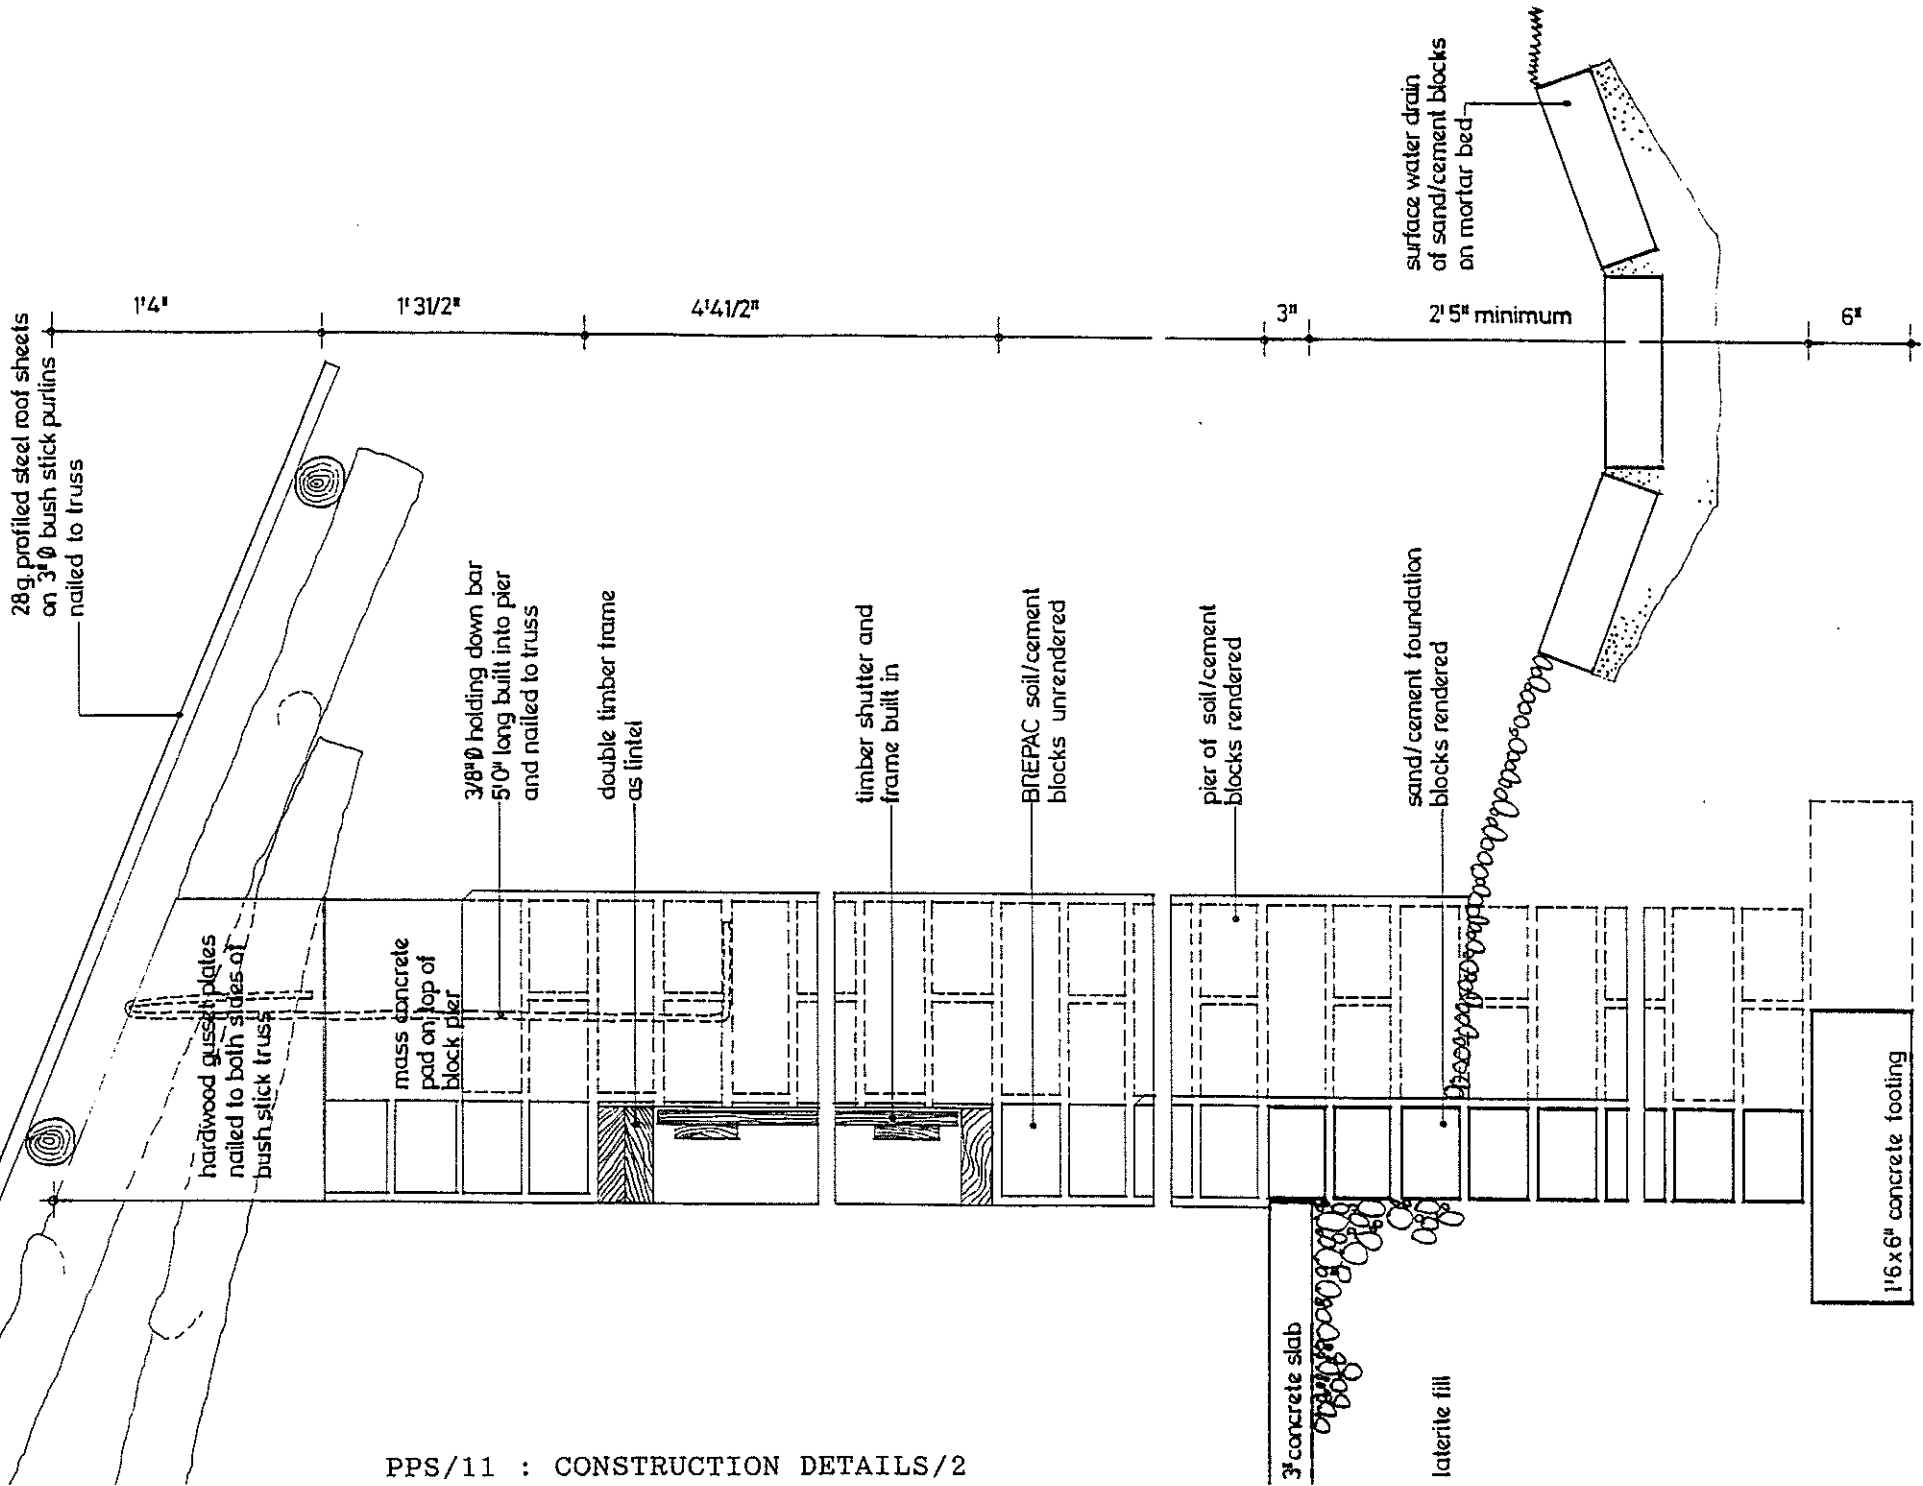 28g. profiled steel roof sheets
on 3"Ø bush stick purlins
nailed to truss
1'4"
1'31/2"
4'41/2"
3"
2'5" minimum
6"
surface water drain
of sand/cement blocks
on mortar bed
3/8"Ø holding down bar
5'0" long built into pier
and nailed to truss
double timber frame
as lintel
timber shutter and
frame built in
BREPAC soil/cement
blocks unrendered
pier of soil/cement
blocks rendered
sand/cement foundation
blocks rendered
hardwood gusset plates
nailed to both sides of
bush stick truss
mass concrete
pad on top of
block pier
3" concrete slab
laterite fill
1'6x6" concrete footing
PPS/11 : CONSTRUCTION DETAILS/2